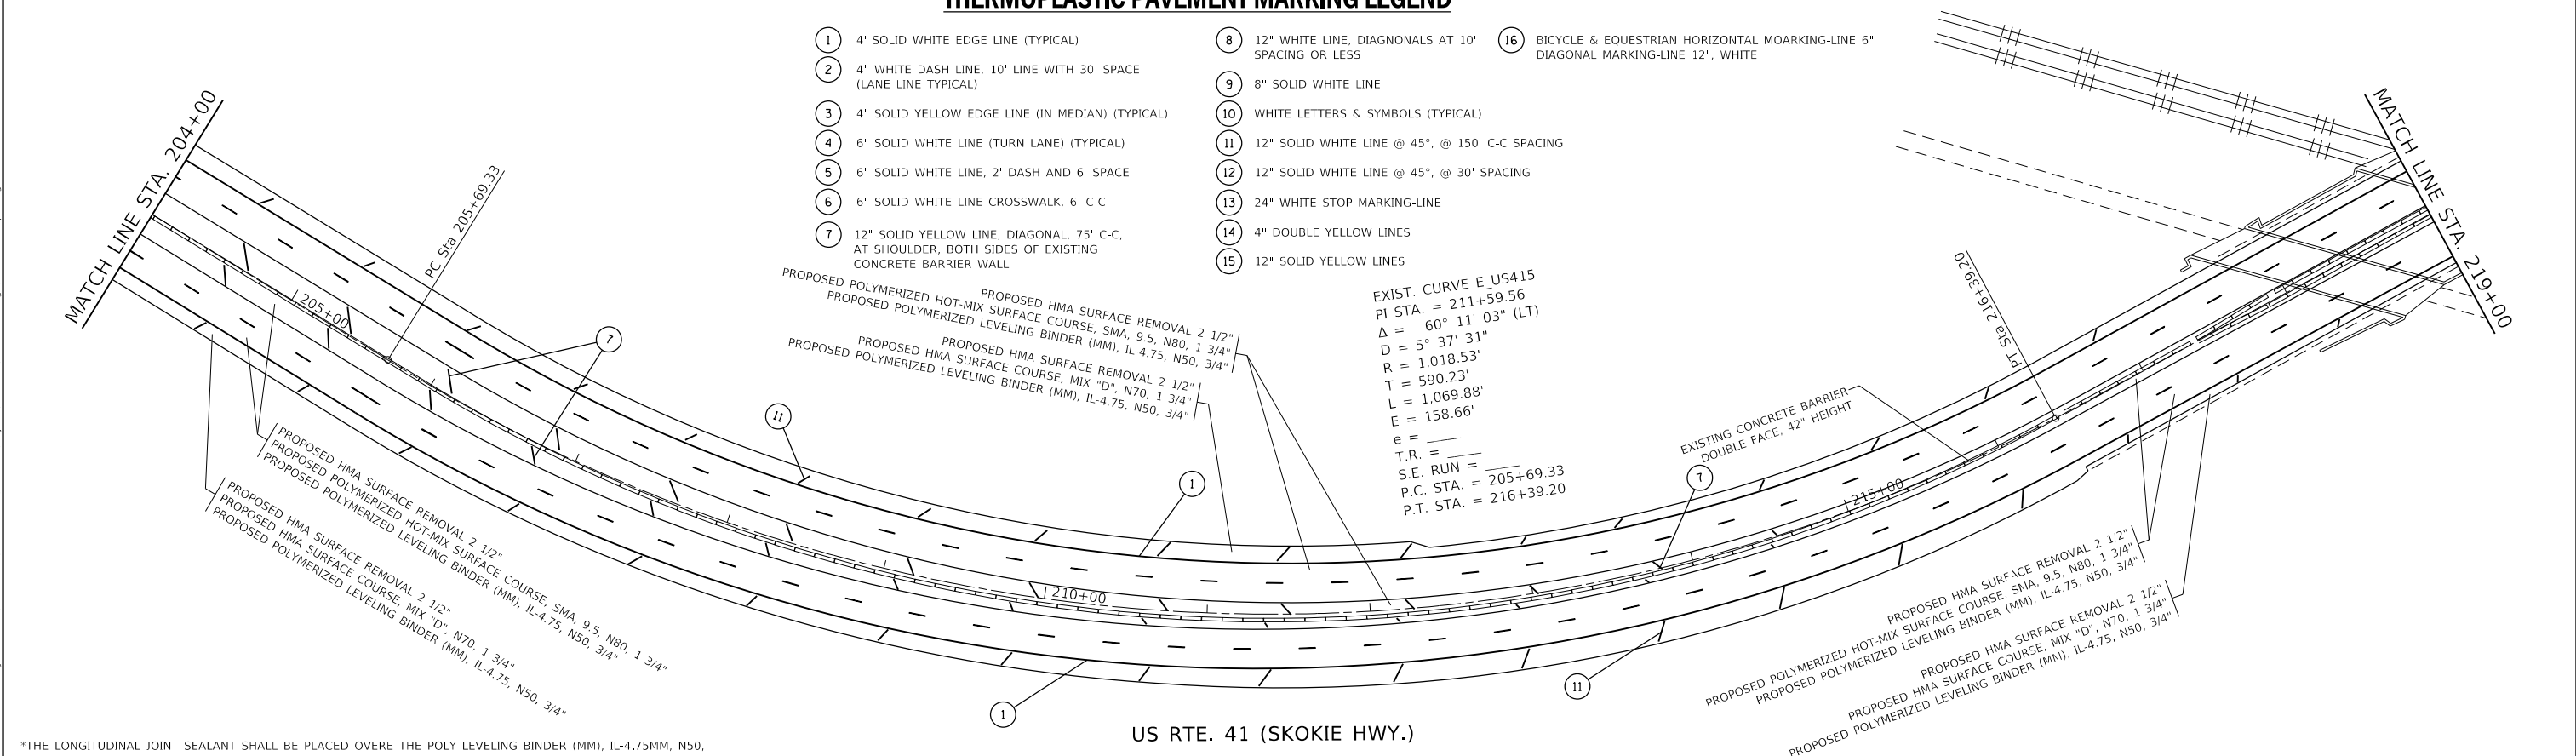 THERMOPLASTIC PAVEMENT MARKING LEGEND
1 4' SOLID WHITE EDGE LINE (TYPICAL)
2 4" WHITE DASH LINE, 10' LINE WITH 30' SPACE
(LANE LINE TYPICAL)
3 4" SOLID YELLOW EDGE LINE (IN MEDIAN) (TYPICAL)
4 6" SOLID WHITE LINE (TURN LANE) (TYPICAL)
5 6" SOLID WHITE LINE, 2' DASH AND 6' SPACE
6 6" SOLID WHITE LINE CROSSWALK, 6' C-C
7 12" SOLID YELLOW LINE, DIAGONAL, 75' C-C,
AT SHOULDER, BOTH SIDES OF EXISTING
CONCRETE BARRIER WALL
8 12" WHITE LINE, DIAGNONALS AT 10'
SPACING OR LESS
9 8" SOLID WHITE LINE
10 WHITE LETTERS & SYMBOLS (TYPICAL)
11 12" SOLID WHITE LINE @ 45°, @ 150' C-C SPACING
12 12" SOLID WHITE LINE @ 45°, @ 30' SPACING
13 24" WHITE STOP MARKING-LINE
14 4" DOUBLE YELLOW LINES
15 12" SOLID YELLOW LINES
16 BICYCLE & EQUESTRIAN HORIZONTAL MOARKING-LINE 6"
DIAGONAL MARKING-LINE 12", WHITE
MATCH LINE STA. 204+00
PC Sta 205+69.33
205+00
7
11
PROPOSED HMA SURFACE REMOVAL 2 1/2"
PROPOSED POLYMERIZED HOT-MIX SURFACE COURSE, SMA, 9.5, N80, 1 3/4"
PROPOSED POLYMERIZED LEVELING BINDER (MM), IL-4.75, N50, 3/4"
PROPOSED HMA SURFACE REMOVAL 2 1/2"
PROPOSED HMA SURFACE COURSE, MIX "D", N70, 1 3/4"
PROPOSED POLYMERIZED LEVELING BINDER (MM), IL-4.75, N50, 3/4"
EXIST. CURVE E_US415
PI STA. = 211+59.56
Δ = 60° 11' 03" (LT)
D = 5° 37' 31"
R = 1,018.53'
T = 590.23'
L = 1,069.88'
E = 158.66'
e = ____
T.R. = ____
S.E. RUN = ____
P.C. STA. = 205+69.33
P.T. STA. = 216+39.20
1
EXISTING CONCRETE BARRIER
DOUBLE FACE, 42" HEIGHT
7
PT Sta 216+39.20
MATCH LINE STA. 219+00
215+00
210+00
PROPOSED HMA SURFACE REMOVAL 2 1/2"
PROPOSED POLYMERIZED HOT-MIX SURFACE COURSE, SMA, 9.5, N80, 1 3/4"
PROPOSED POLYMERIZED LEVELING BINDER (MM), IL-4.75, N50, 3/4"
PROPOSED HMA SURFACE REMOVAL 2 1/2"
PROPOSED HMA SURFACE COURSE, MIX "D", N70, 1 3/4"
PROPOSED POLYMERIZED LEVELING BINDER (MM), IL-4.75, N50, 3/4"
PROPOSED HMA SURFACE REMOVAL 2 1/2"
PROPOSED POLYMERIZED HOT-MIX SURFACE COURSE, SMA, 9.5, N80, 1 3/4"
PROPOSED POLYMERIZED LEVELING BINDER (MM), IL-4.75, N50, 3/4"
PROPOSED HMA SURFACE REMOVAL 2 1/2"
PROPOSED HMA SURFACE COURSE, MIX "D", N70, 1 3/4"
PROPOSED POLYMERIZED LEVELING BINDER (MM), IL-4.75, N50, 3/4"
11
1
US RTE. 41 (SKOKIE HWY.)
*THE LONGITUDINAL JOINT SEALANT SHALL BE PLACED OVERE THE POLY LEVELING BINDER (MM), IL-4.75MM, N50,